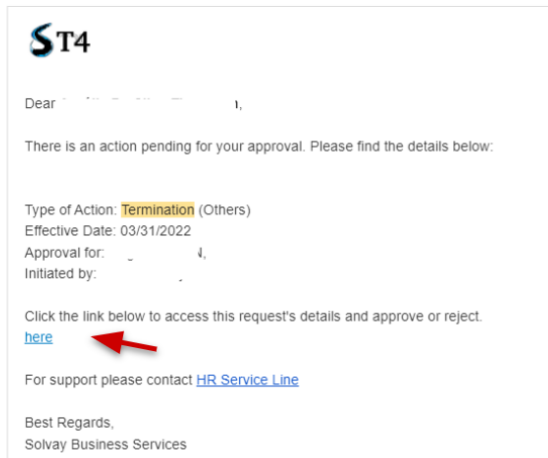 ST4
Dear
There is an action pending for your approval. Please find the details below:
Type of Action: Termination (Others)
Effective Date: 03/31/2022
Approval for:
Initiated by:
Click the link below to access this request's details and approve or reject.
here
For support please contact HR Service Line
Best Regards,
Solvay Business Services